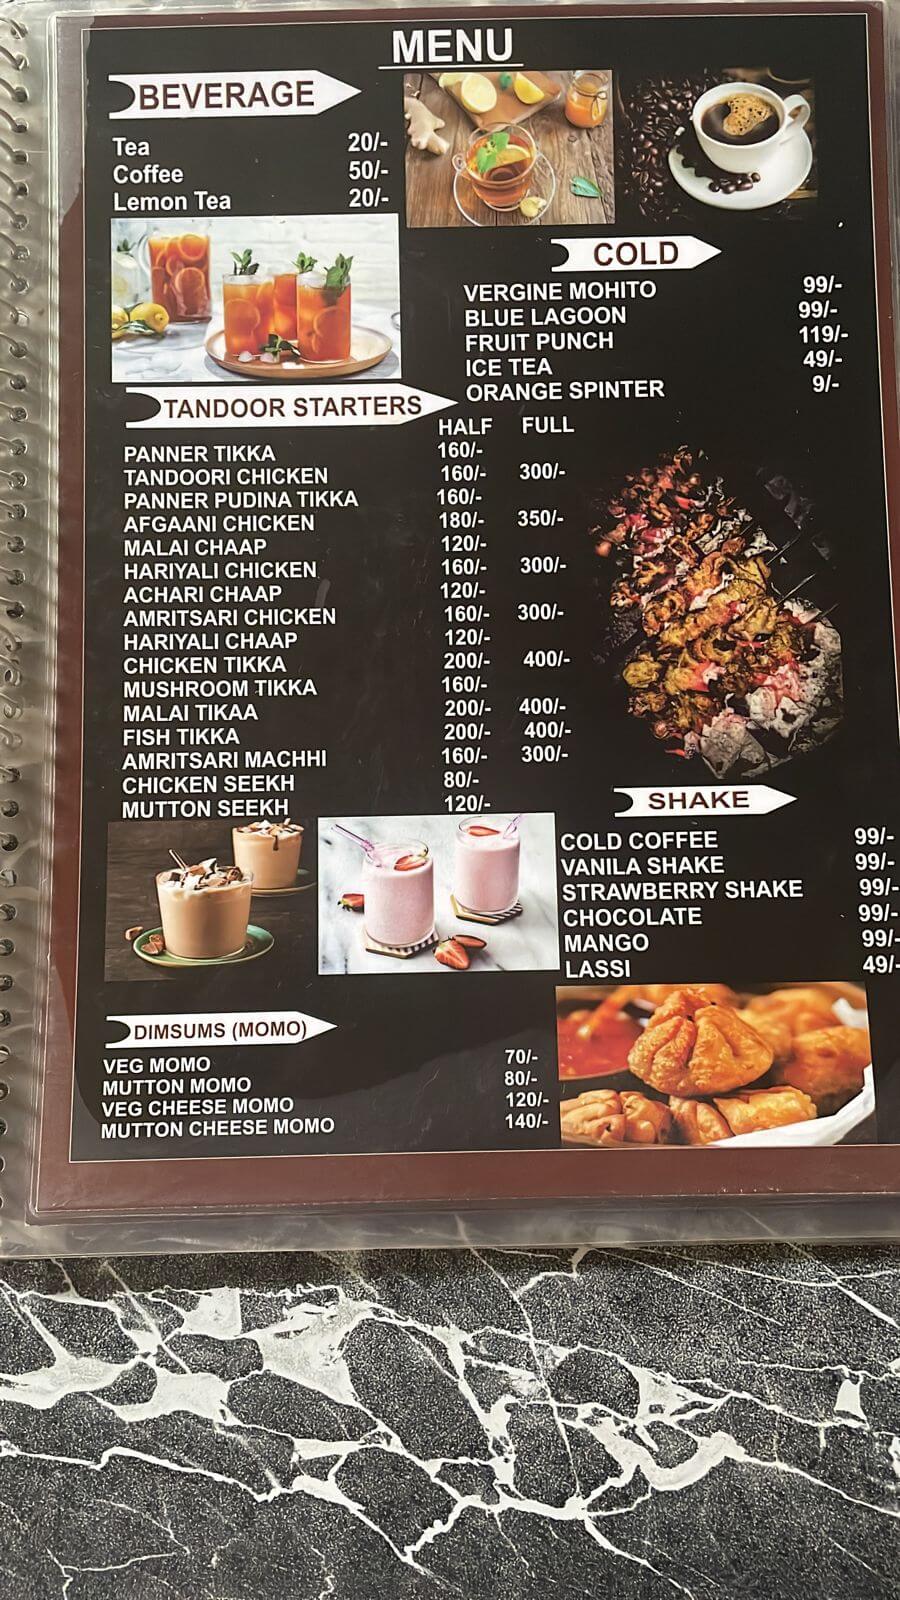 MENU
BEVERAGE
Tea 20/-
Coffee 50/-
Lemon Tea 20/-
COLD
VERGINE MOHITO 99/-
BLUE LAGOON 99/-
FRUIT PUNCH 119/-
ICE TEA 49/-
ORANGE SPINTER 9/-
TANDOOR STARTERS
HALF FULL
PANNER TIKKA 160/-
TANDOORI CHICKEN 160/- 300/-
PANNER PUDINA TIKKA 160/-
AFGAANI CHICKEN 180/- 350/-
MALAI CHAAP 120/-
HARIYALI CHICKEN 160/- 300/-
ACHARI CHAAP 120/-
AMRITSARI CHICKEN 160/- 300/-
HARIYALI CHAAP 120/-
CHICKEN TIKKA 200/- 400/-
MUSHROOM TIKKA 160/-
MALAI TIKAA 200/- 400/-
FISH TIKKA 200/- 400/-
AMRITSARI MACHHI 160/- 300/-
CHICKEN SEEKH 80/-
MUTTON SEEKH 120/-
SHAKE
COLD COFFEE 99/-
VANILA SHAKE 99/-
STRAWBERRY SHAKE 99/-
CHOCOLATE 99/-
MANGO 99/-
LASSI 49/-
DIMSUMS (MOMO)
VEG MOMO 70/-
MUTTON MOMO 80/-
VEG CHEESE MOMO 120/-
MUTTON CHEESE MOMO 140/-